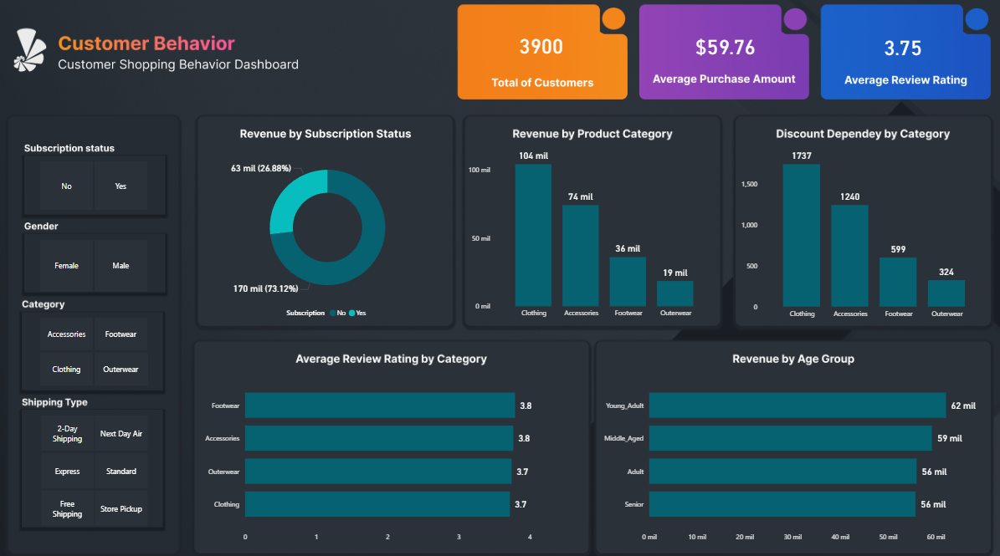 Customer Behavior
Customer Shopping Behavior Dashboard
3900
Total of Customers
$59.76
Average Purchase Amount
3.75
Average Review Rating
Subscription status
No
Yes
Gender
Female
Male
Category
Accessories
Footwear
Clothing
Outerwear
Shipping Type
2-Day
Shipping
Next Day Air
Express
Standard
Free
Shipping
Store Pickup
Revenue by Subscription Status
63 mil (26.88%)
170 mil (73.12%)
Subscription No Yes
Revenue by Product Category
100 mil
50 mil
0 mil
104 mil
74 mil
36 mil
19 mil
Clothing Accessories Footwear Outerwear
Discount Dependey by Category
1,500
1,000
500
0
1737
1240
599
324
Clothing Accessories Footwear Outerwear
Average Review Rating by Category
Footwear 3.8
Accessories 3.8
Outerwear 3.7
Clothing 3.7
0 1 2 3 4
Revenue by Age Group
Young_Adult 62 mil
Middle_Aged 59 mil
Adult 56 mil
Senior 56 mil
0 mil 10 mil 20 mil 30 mil 40 mil 50 mil 60 mil